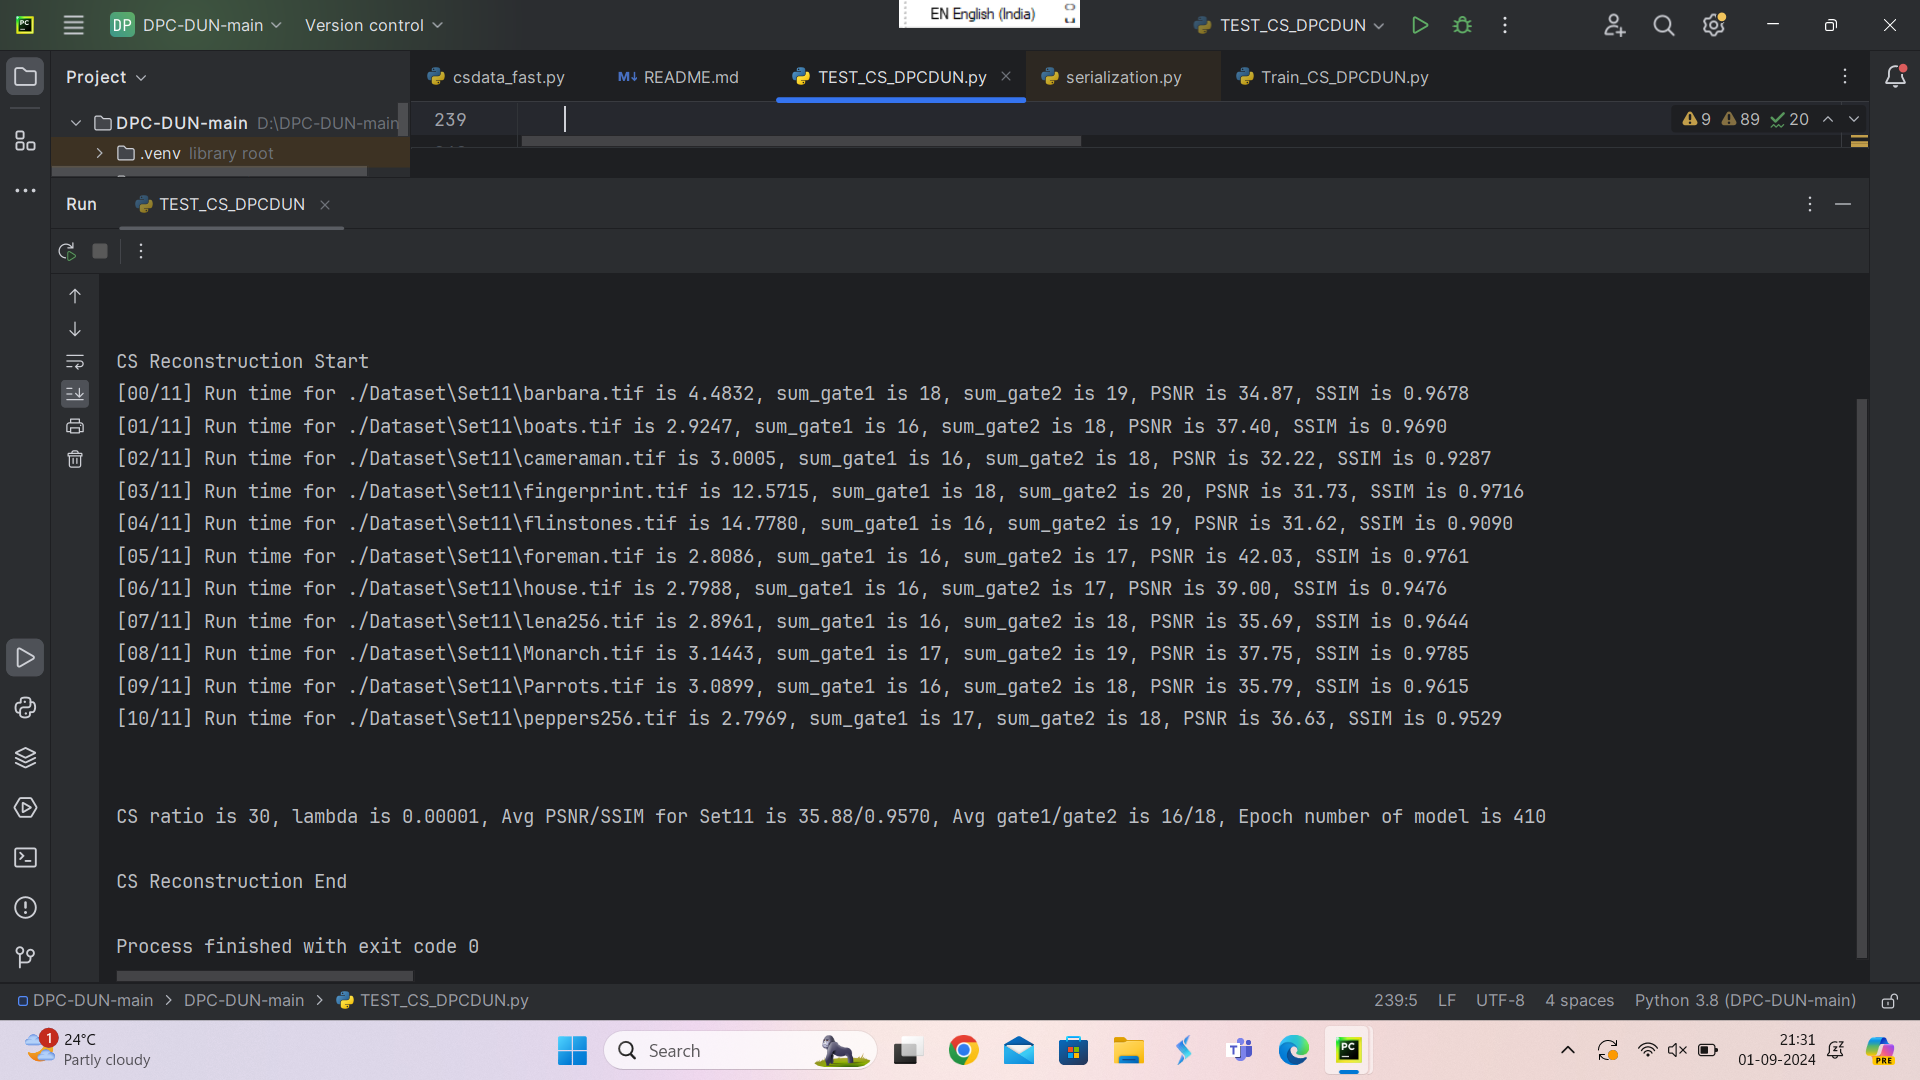 PC
DP DPC-DUN-main Version control
EN English (India)
TEST_CS_DPCDUN
Project
csdata_fast.py README.md TEST_CS_DPCDUN.py serialization.py Train_CS_DPCDUN.py
DPC-DUN-main D:\DPC-DUN-main
239
9 89 20
.venv library root
Run TEST_CS_DPCDUN
CS Reconstruction Start
[00/11] Run time for ./Dataset\Set11\barbara.tif is 4.4832, sum_gate1 is 18, sum_gate2 is 19, PSNR is 34.87, SSIM is 0.9678
[01/11] Run time for ./Dataset\Set11\boats.tif is 2.9247, sum_gate1 is 16, sum_gate2 is 18, PSNR is 37.40, SSIM is 0.9690
[02/11] Run time for ./Dataset\Set11\cameraman.tif is 3.0005, sum_gate1 is 16, sum_gate2 is 18, PSNR is 32.22, SSIM is 0.9287
[03/11] Run time for ./Dataset\Set11\fingerprint.tif is 12.5715, sum_gate1 is 18, sum_gate2 is 20, PSNR is 31.73, SSIM is 0.9716
[04/11] Run time for ./Dataset\Set11\flinstones.tif is 14.7780, sum_gate1 is 16, sum_gate2 is 19, PSNR is 31.62, SSIM is 0.9090
[05/11] Run time for ./Dataset\Set11\foreman.tif is 2.8086, sum_gate1 is 16, sum_gate2 is 17, PSNR is 42.03, SSIM is 0.9761
[06/11] Run time for ./Dataset\Set11\house.tif is 2.7988, sum_gate1 is 16, sum_gate2 is 17, PSNR is 39.00, SSIM is 0.9476
[07/11] Run time for ./Dataset\Set11\lena256.tif is 2.8961, sum_gate1 is 16, sum_gate2 is 18, PSNR is 35.69, SSIM is 0.9644
[08/11] Run time for ./Dataset\Set11\Monarch.tif is 3.1443, sum_gate1 is 17, sum_gate2 is 19, PSNR is 37.75, SSIM is 0.9785
[09/11] Run time for ./Dataset\Set11\Parrots.tif is 3.0899, sum_gate1 is 16, sum_gate2 is 18, PSNR is 35.79, SSIM is 0.9615
[10/11] Run time for ./Dataset\Set11\peppers256.tif is 2.7969, sum_gate1 is 17, sum_gate2 is 18, PSNR is 36.63, SSIM is 0.9529
CS ratio is 30, lambda is 0.00001, Avg PSNR/SSIM for Set11 is 35.88/0.9570, Avg gate1/gate2 is 16/18, Epoch number of model is 410
CS Reconstruction End
Process finished with exit code 0
DPC-DUN-main > DPC-DUN-main > TEST_CS_DPCDUN.py
239:5 LF UTF-8 4 spaces Python 3.8 (DPC-DUN-main)
1 24°C
Partly cloudy
Search
PC
21:31
01-09-2024
PRE